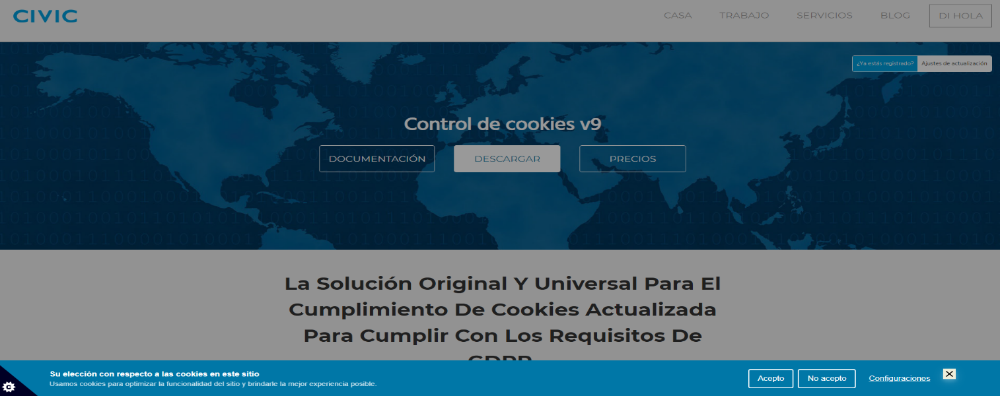 CIVIC
CASA TRABAJO SERVICIOS BLOG DI HOLA
¿Ya estás registrado? Ajustes de actualización
Control de cookies v9
DOCUMENTACIÓN DESCARGAR PRECIOS
La Solución Original Y Universal Para El
Cumplimiento De Cookies Actualizada
Para Cumplir Con Los Requisitos De
GDPR
Su elección con respecto a las cookies en este sitio
Usamos cookies para optimizar la funcionalidad del sitio y brindarle la mejor experiencia posible.
Acepto No acepto Configuraciones